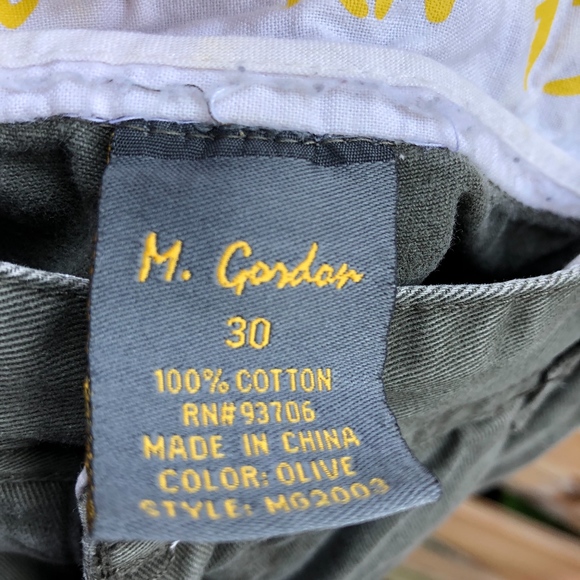 M. Gordon
30
100% COTTON
RN#93706
MADE IN CHINA
COLOR: OLIVE
STYLE: MG2003